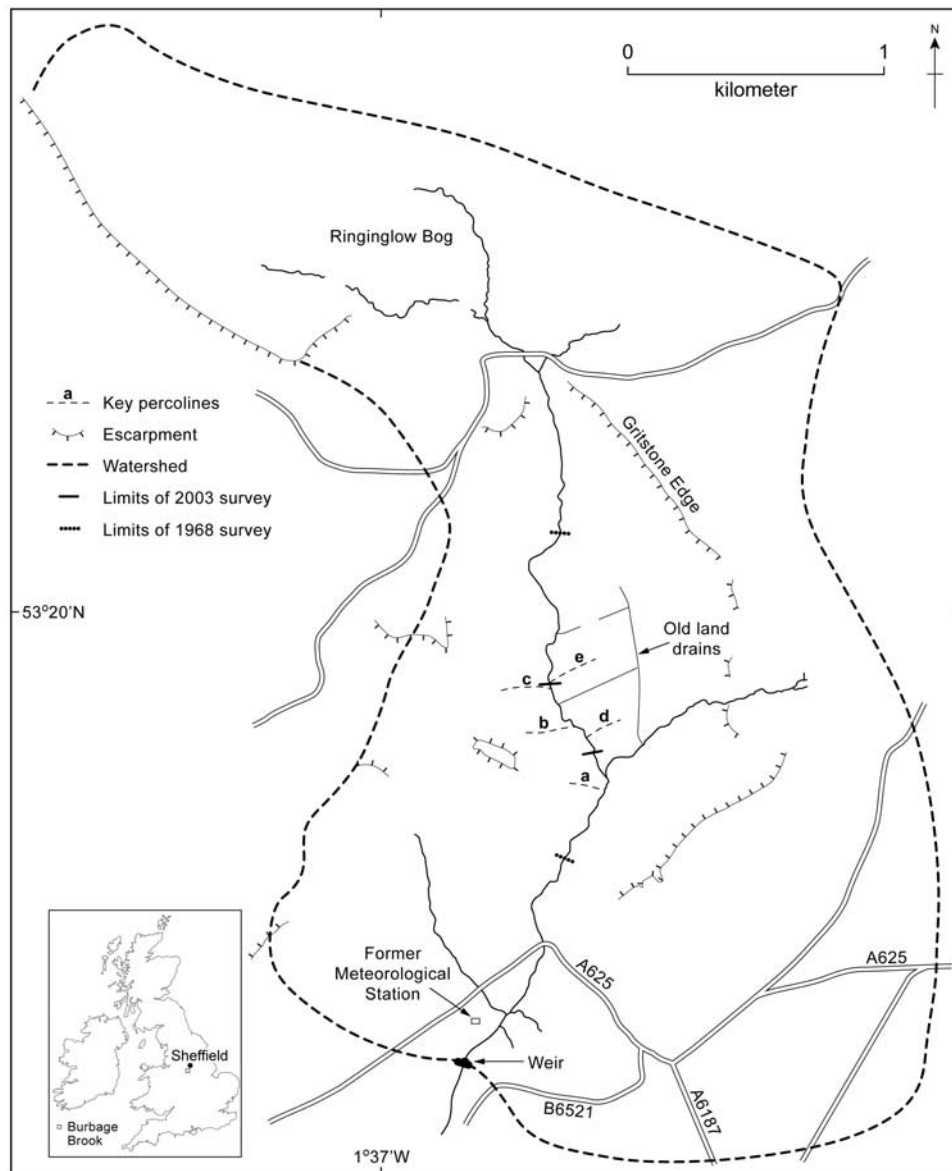 N
0
1
kilometer
Ringinglow Bog
a
Key percolines
Escarpment
Watershed
Limits of 2003 survey
Limits of 1968 survey
Gritstone Edge
53°20'N
Old land
drains
e
c
b
d
a
Former
Meteorological
Station
A625
A625
Weir
B6521
A6187
Sheffield
Burbage
Brook
1°37'W